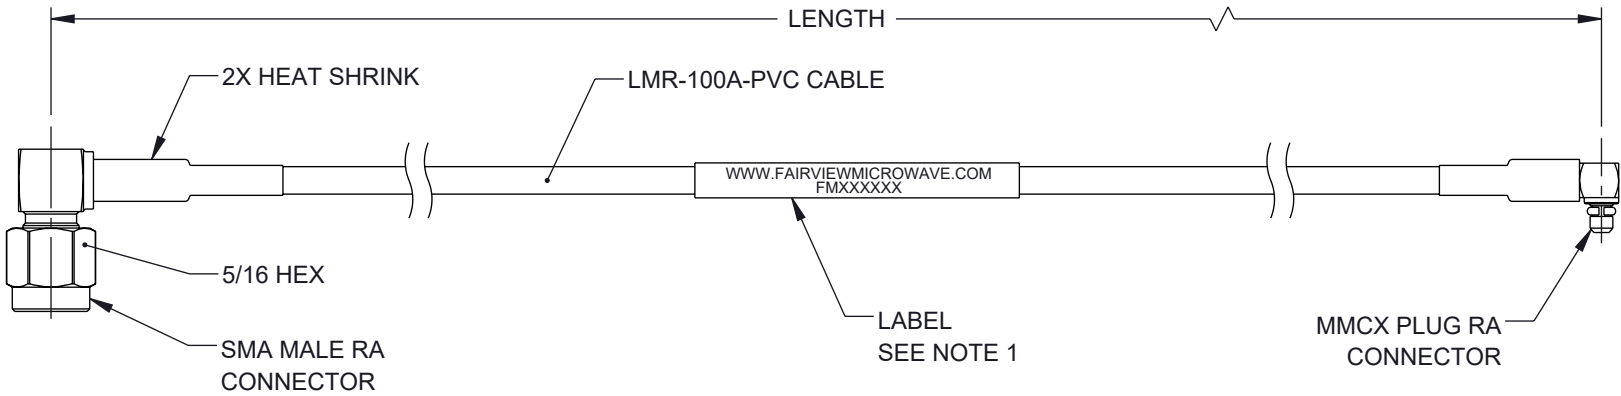 LENGTH
2X HEAT SHRINK
LMR-100A-PVC CABLE
WWW.FAIRVIEWMICROWAVE.COM
FMXXXXXX
5/16 HEX
LABEL
SEE NOTE 1
MMCX PLUG RA
CONNECTOR
SMA MALE RA
CONNECTOR